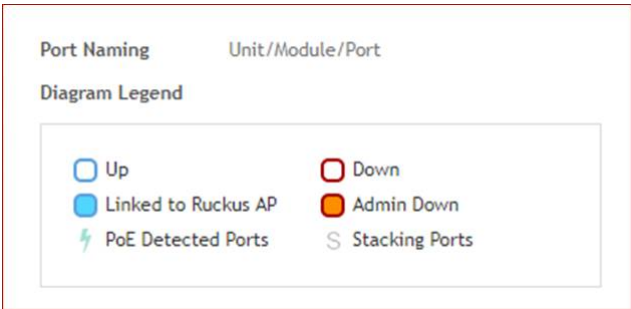 Port Naming Unit/Module/Port
Diagram Legend
Up Down
Linked to Ruckus AP Admin Down
PoE Detected Ports S Stacking Ports